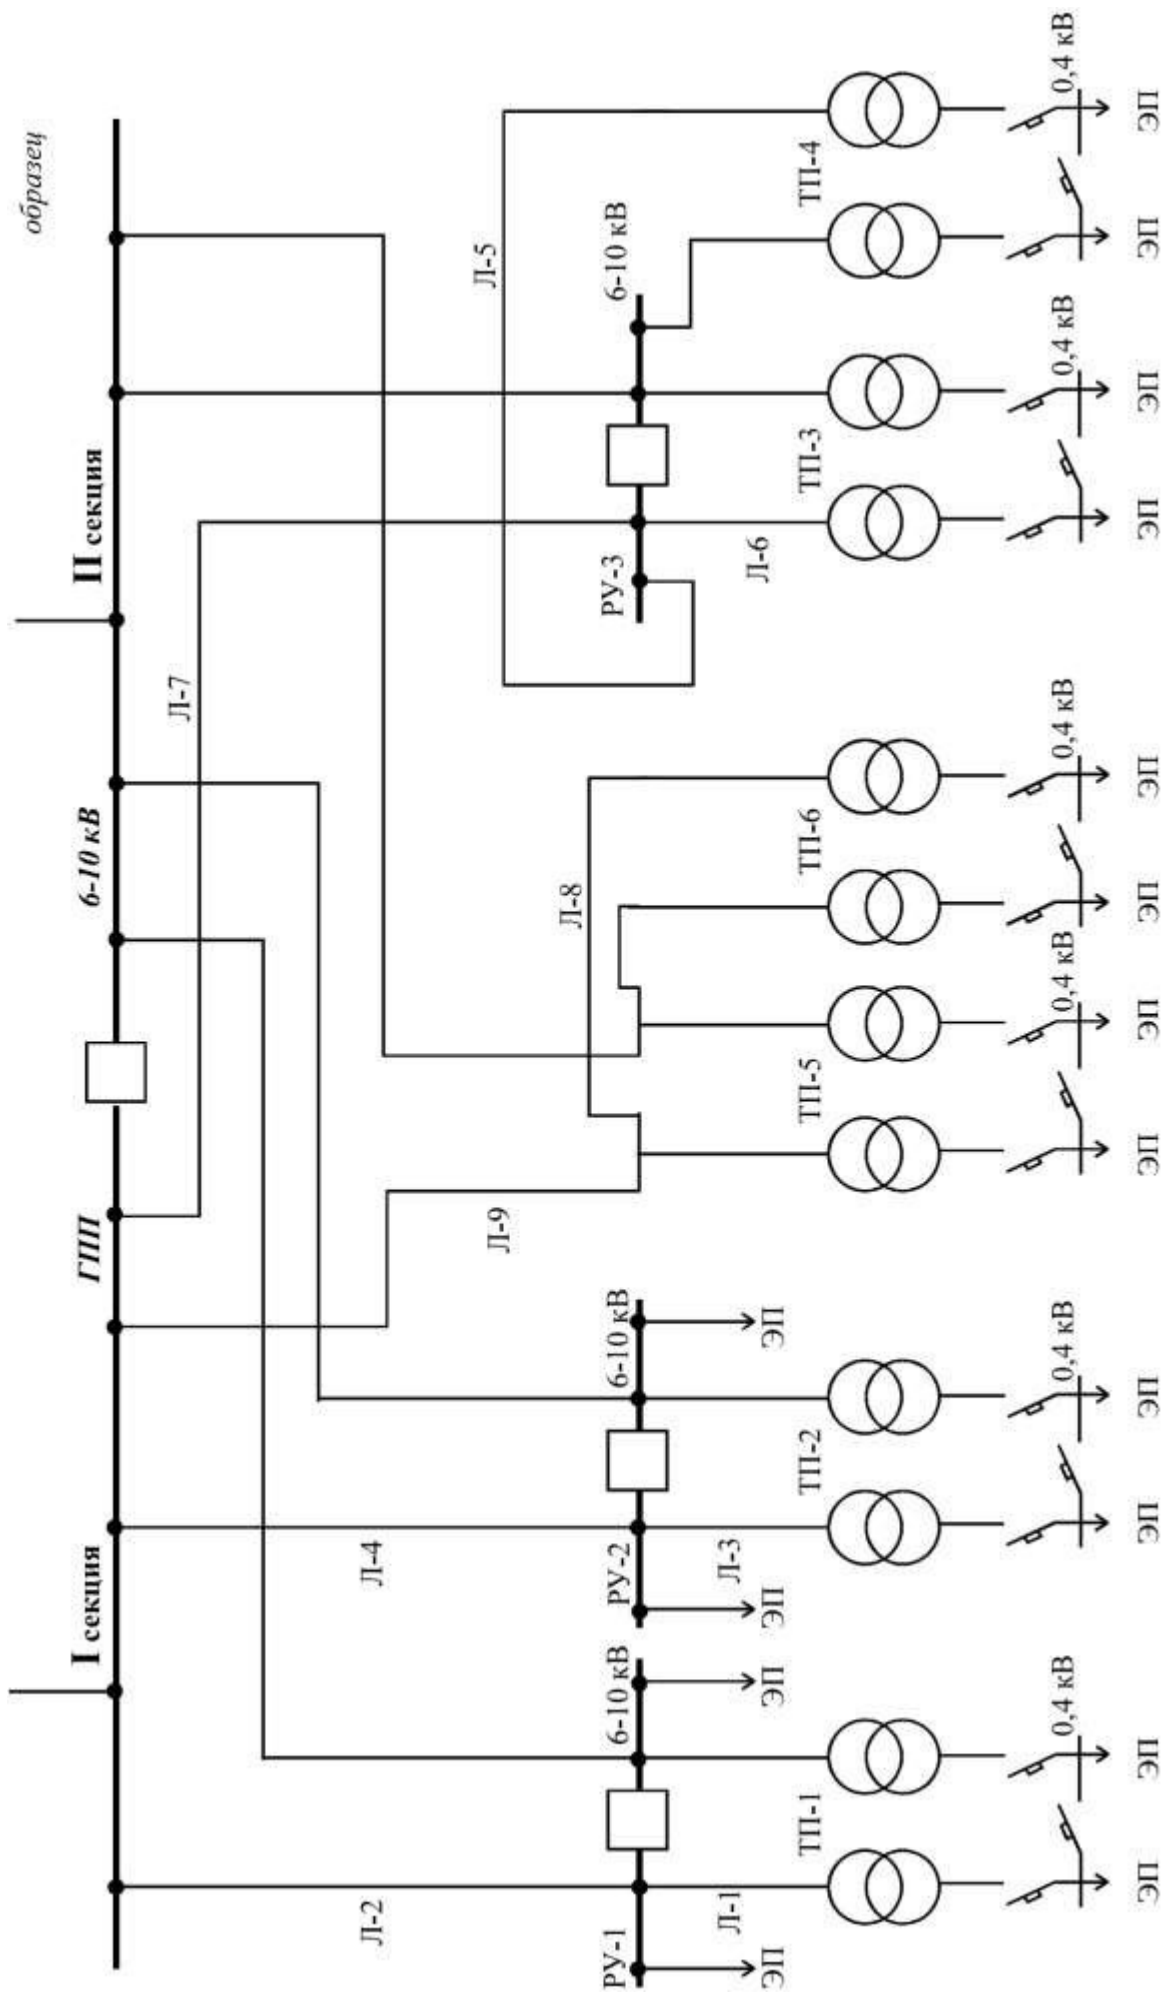 образец
I секция
ГПП
6-10 кВ
II секция
Л-7
Л-2
Л-4
Л-9
Л-5
Л-8
РУ-1
6-10 кВ
РУ-2
6-10 кВ
РУ-3
6-10 кВ
Л-1
Л-3
Л-6
ЭП
ЭП
ЭП
ЭП
ТП-1
ТП-2
ТП-5
ТП-6
ТП-3
ТП-4
0,4 кВ
0,4 кВ
0,4 кВ
0,4 кВ
0,4 кВ
0,4 кВ
ЭП
ЭП
ЭП
ЭП
ЭП
ЭП
ЭП
ЭП
ЭП
ЭП
ЭП
ЭП